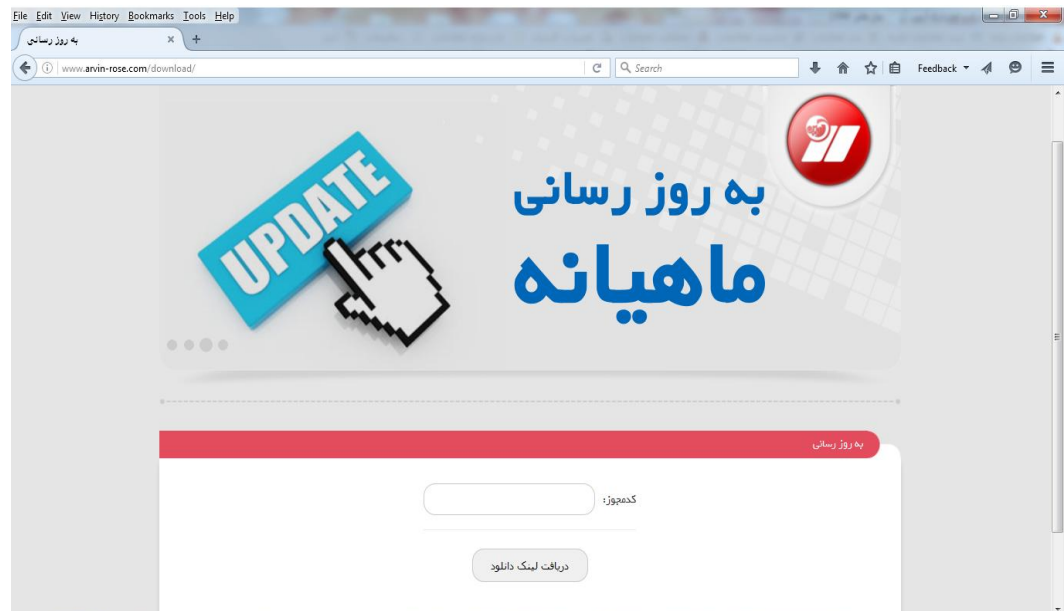 File Edit View History Bookmarks Tools Help
به روز رسانی
www.arvin-rose.com/download/
Search
Feedback
UPDATE
به روز رسانی
ماهیانه
به روز رسانی
کدمجوز:
دریافت لینک دانلود